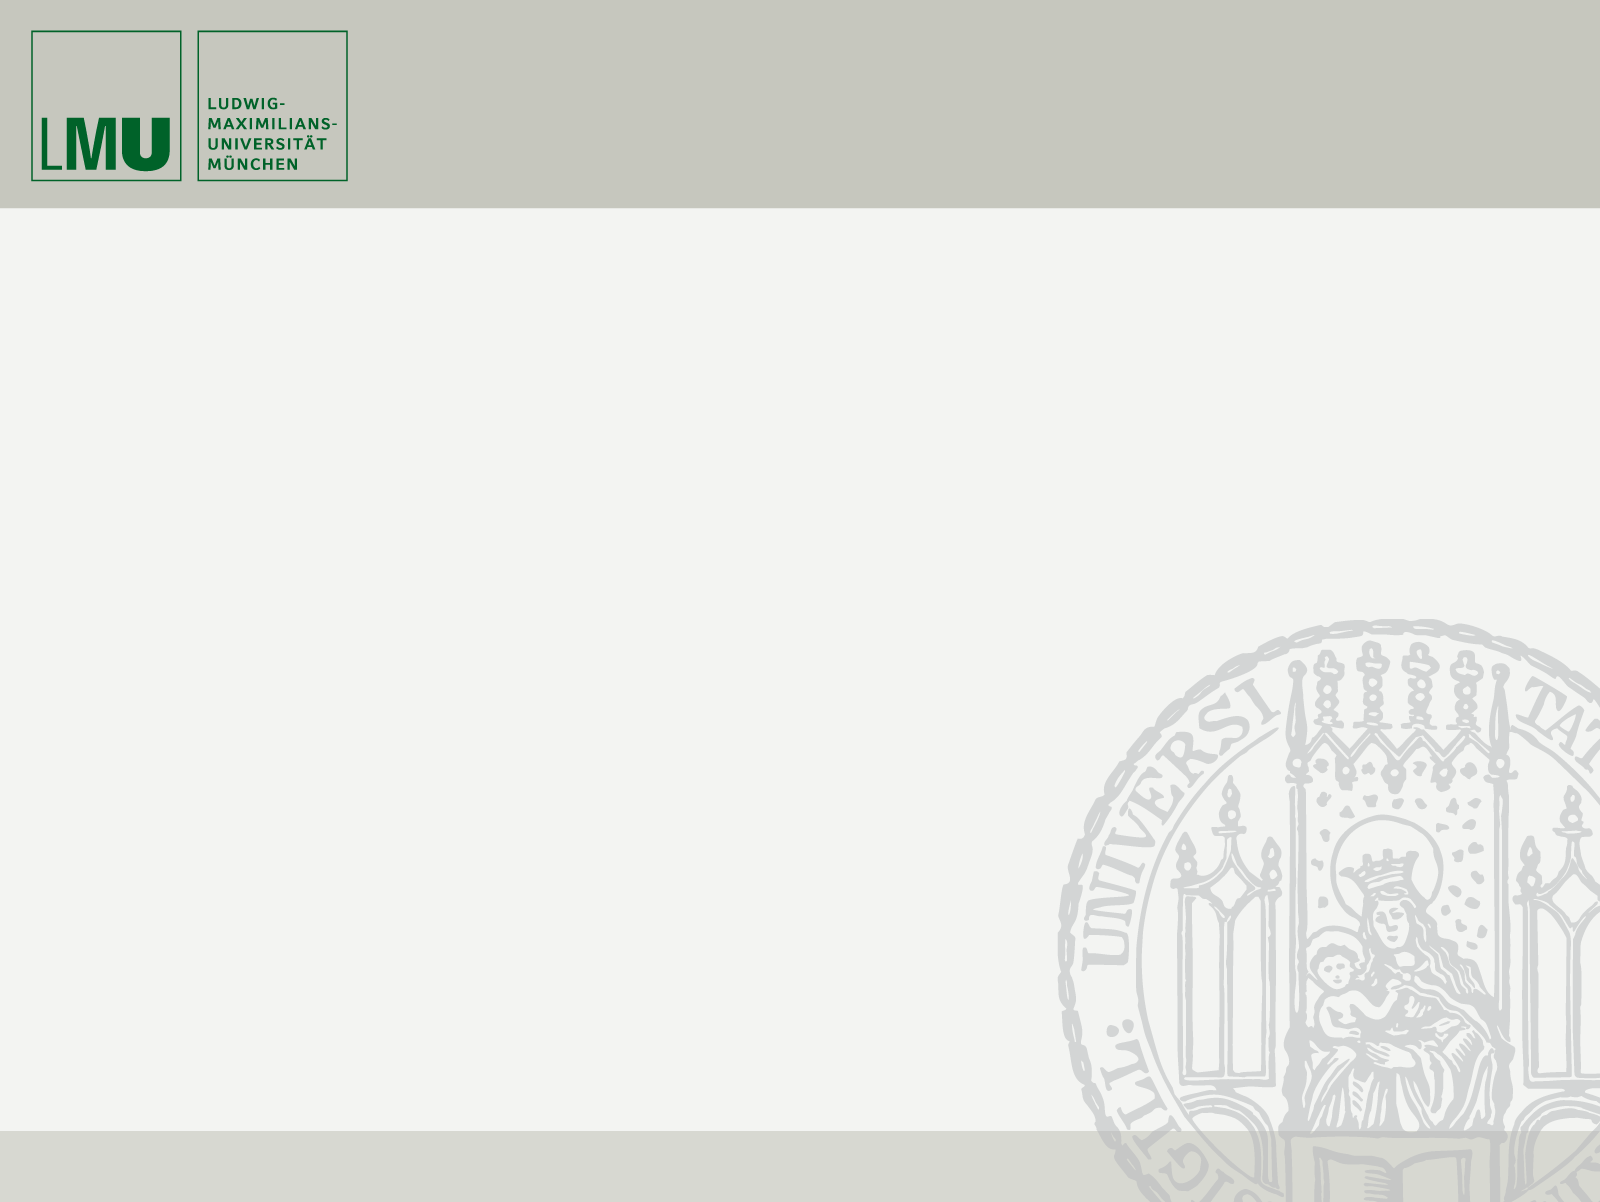 LMU
LUDWIG-
MAXIMILIANS-
UNIVERSITÄT
MÜNCHEN
SIGILL: UNIVERSI
TAT